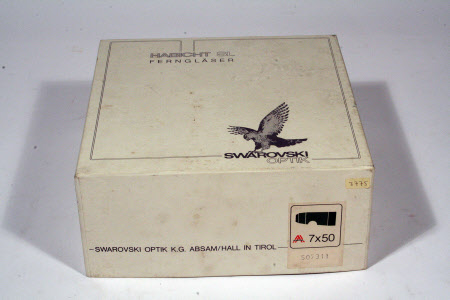 HABICHT SL
FERNGLÄSER
SWAROVSKI
OPTIK
SWAROVSKI OPTIK K.G. ABSAM/HALL IN TIROL
7x50